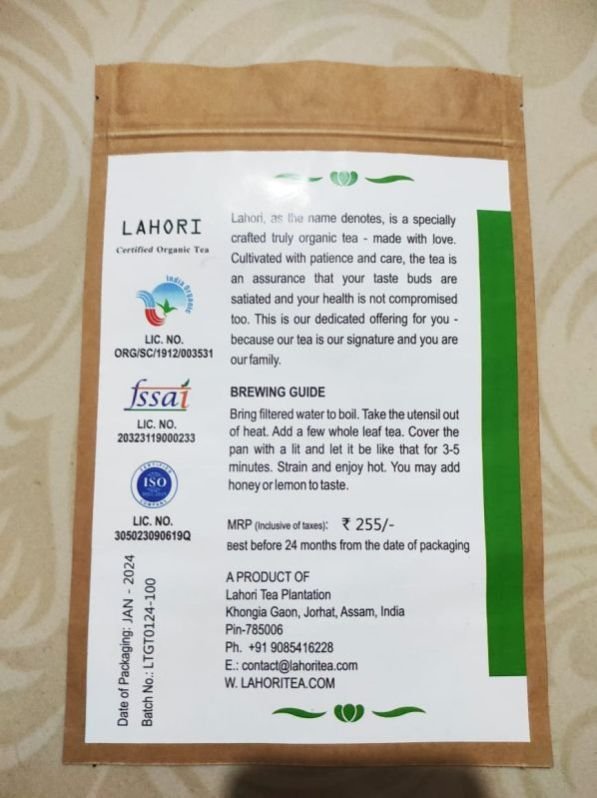 LAHORI
Certified Organic Tea
India Organic
LIC. NO.
ORG/SC/1912/003531
fssai
LIC. NO.
20323119000233
CERTIFIED
ISO
COMPANY
LIC. NO.
305023090619Q
Date of Packaging: JAN - 2024
Batch No.: LTGT0124-100
Lahori, as the name denotes, is a specially
crafted truly organic tea - made with love.
Cultivated with patience and care, the tea is
an assurance that your taste buds are
satiated and your health is not compromised
too. This is our dedicated offering for you -
because our tea is our signature and you are
our family.
BREWING GUIDE
Bring filtered water to boil. Take the utensil out
of heat. Add a few whole leaf tea. Cover the
pan with a lit and let it be like that for 3-5
minutes. Strain and enjoy hot. You may add
honey or lemon to taste.
MRP (Inclusive of taxes): ₹ 255/-
Best before 24 months from the date of packaging
A PRODUCT OF
Lahori Tea Plantation
Khongia Gaon, Jorhat, Assam, India
Pin-785006
Ph. +91 9085416228
E.: contact@lahoritea.com
W. LAHORITEA.COM